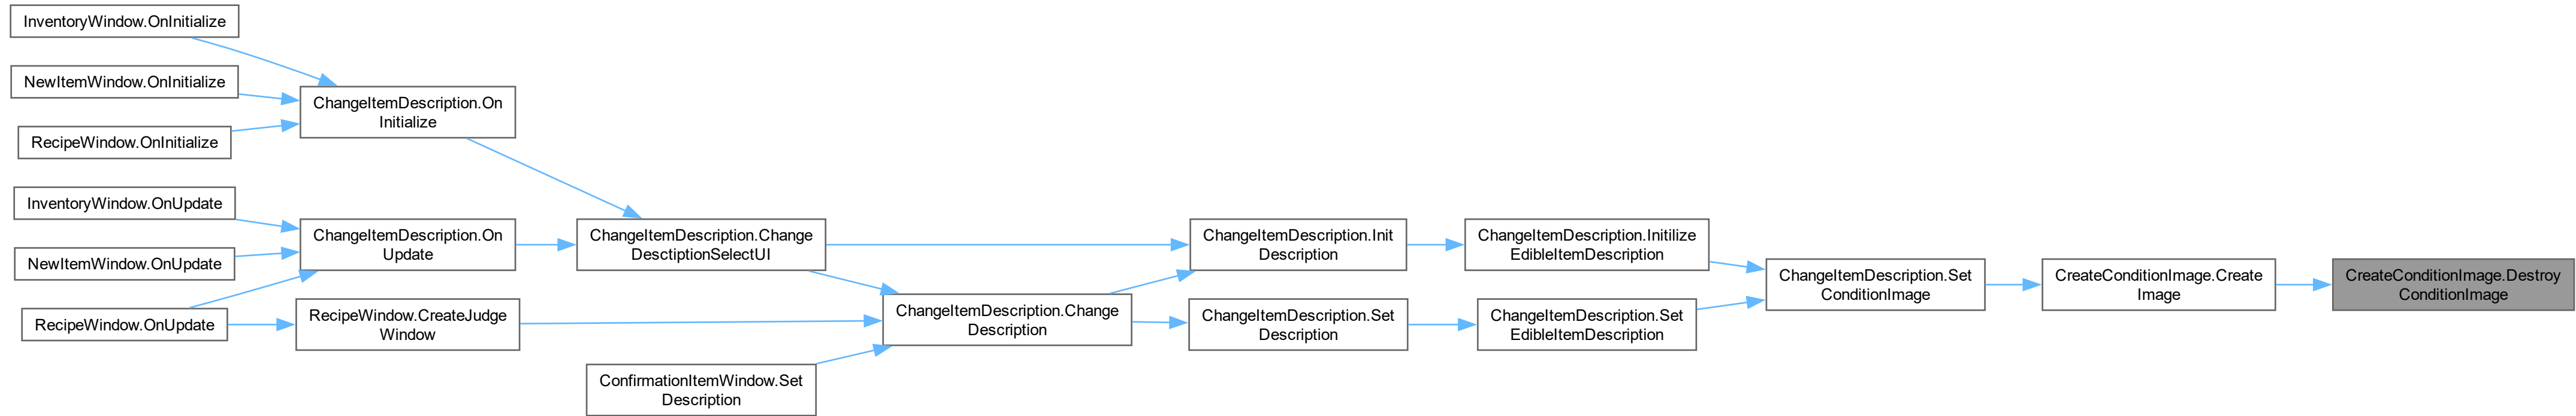 InventoryWindow.OnInitialize
NewItemWindow.OnInitialize
RecipeWindow.OnInitialize
ChangeItemDescription.On
Initialize
InventoryWindow.OnUpdate
NewItemWindow.OnUpdate
RecipeWindow.OnUpdate
ChangeItemDescription.On
Update
RecipeWindow.CreateJudge
Window
ChangeItemDescription.Change
DesctiptionSelectUI
ConfirmationItemWindow.Set
Description
ChangeItemDescription.Change
Description
ChangeItemDescription.Init
Description
ChangeItemDescription.Set
Description
ChangeItemDescription.Initilize
EdibleItemDescription
ChangeItemDescription.Set
EdibleItemDescription
ChangeItemDescription.Set
ConditionImage
CreateConditionImage.Create
Image
CreateConditionImage.Destroy
ConditionImage